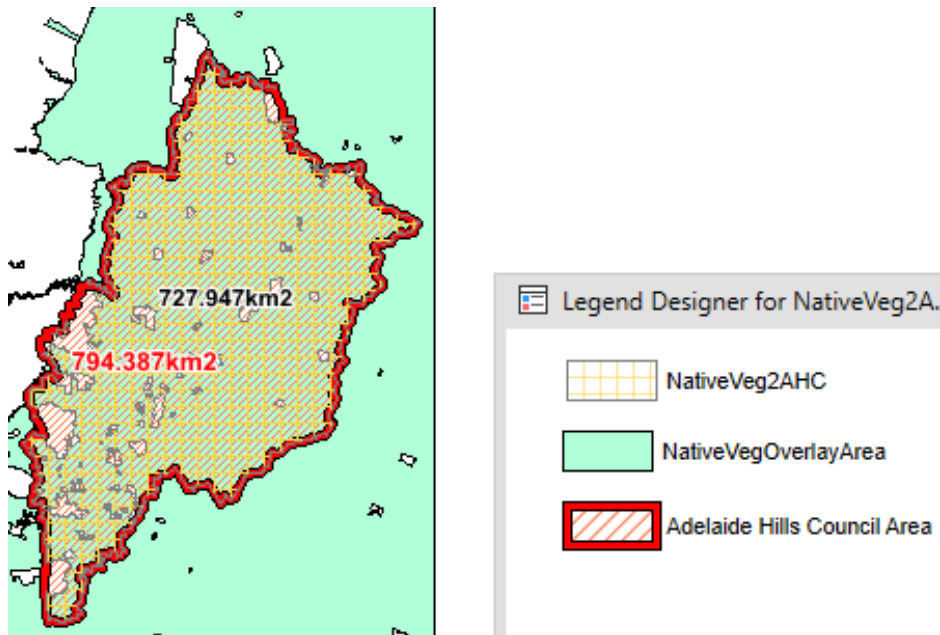 727.947km2
794.387km2
Legend Designer for NativeVeg2A..
NativeVeg2AHC
NativeVegOverlayArea
Adelaide Hills Council Area